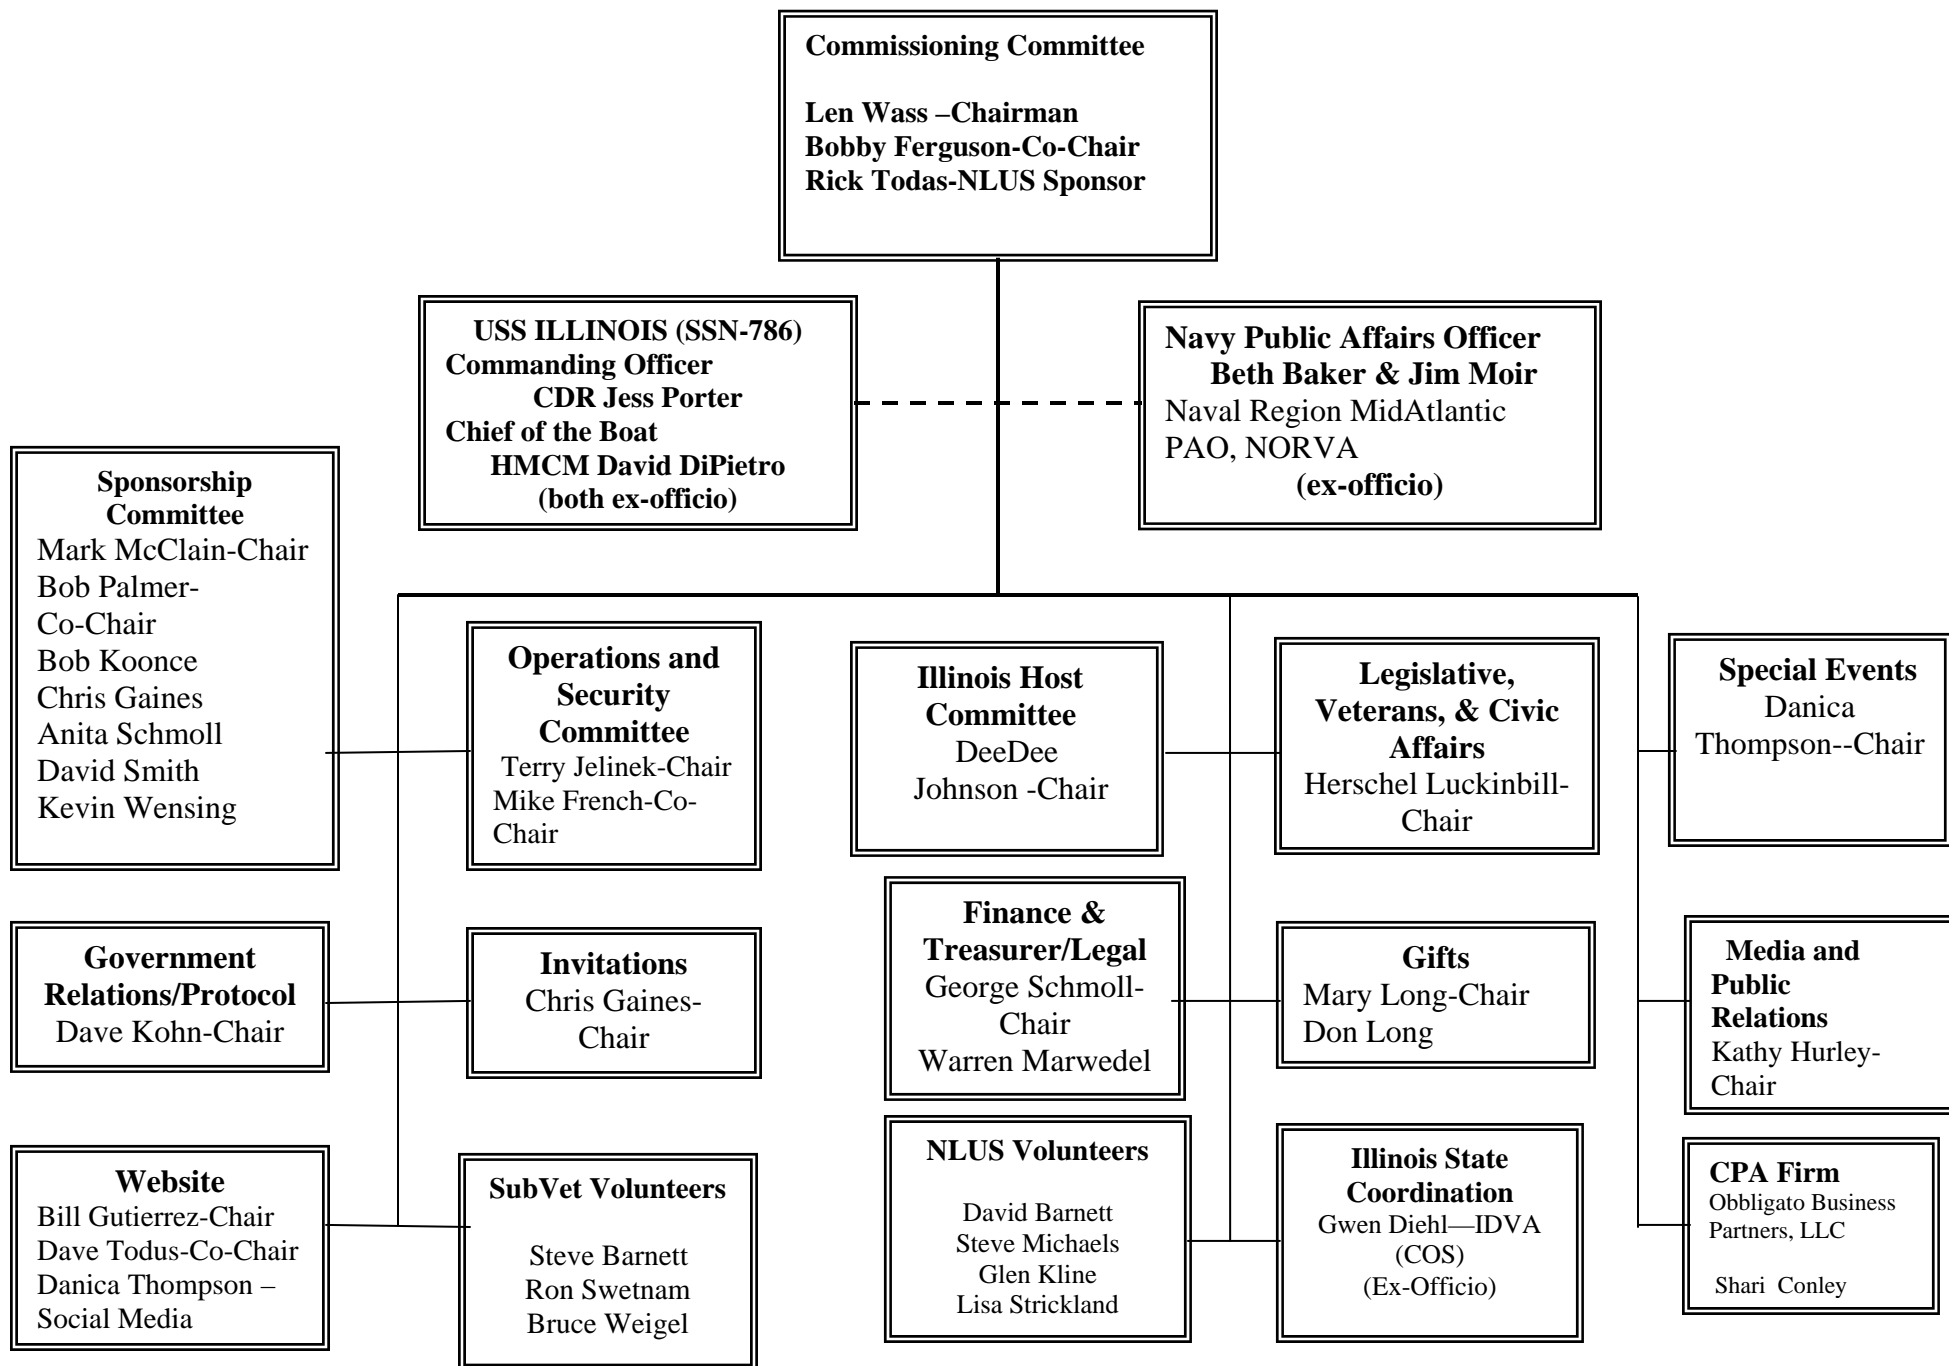 Commissioning Committee
Len Wass –Chairman
Bobby Ferguson-Co-Chair
Rick Todas-NLUS Sponsor
USS ILLINOIS (SSN-786)
Commanding Officer
CDR Jess Porter
Chief of the Boat
HMCM David DiPietro
(both ex-officio)
Navy Public Affairs Officer
Beth Baker & Jim Moir
Naval Region MidAtlantic
PAO, NORVA
(ex-officio)
Sponsorship
Committee
Mark McClain-Chair
Bob Palmer-
Co-Chair
Bob Koonce
Chris Gaines
Anita Schmoll
David Smith
Kevin Wensing
Operations and
Security
Committee
Terry Jelinek-Chair
Mike French-Co-
Chair
Illinois Host
Committee
DeeDee
Johnson -Chair
Legislative,
Veterans, & Civic
Affairs
Herschel Luckinbill-
Chair
Special Events
Danica
Thompson--Chair
Government
Relations/Protocol
Dave Kohn-Chair
Invitations
Chris Gaines-
Chair
Finance &
Treasurer/Legal
George Schmoll-
Chair
Warren Marwedel
Gifts
Mary Long-Chair
Don Long
Media and
Public
Relations
Kathy Hurley-
Chair
Website
Bill Gutierrez-Chair
Dave Todus-Co-Chair
Danica Thompson –
Social Media
SubVet Volunteers
Steve Barnett
Ron Swetnam
Bruce Weigel
NLUS Volunteers
David Barnett
Steve Michaels
Glen Kline
Lisa Strickland
Illinois State
Coordination
Gwen Diehl—IDVA
(COS)
(Ex-Officio)
CPA Firm
Obbligato Business
Partners, LLC
Shari Conley